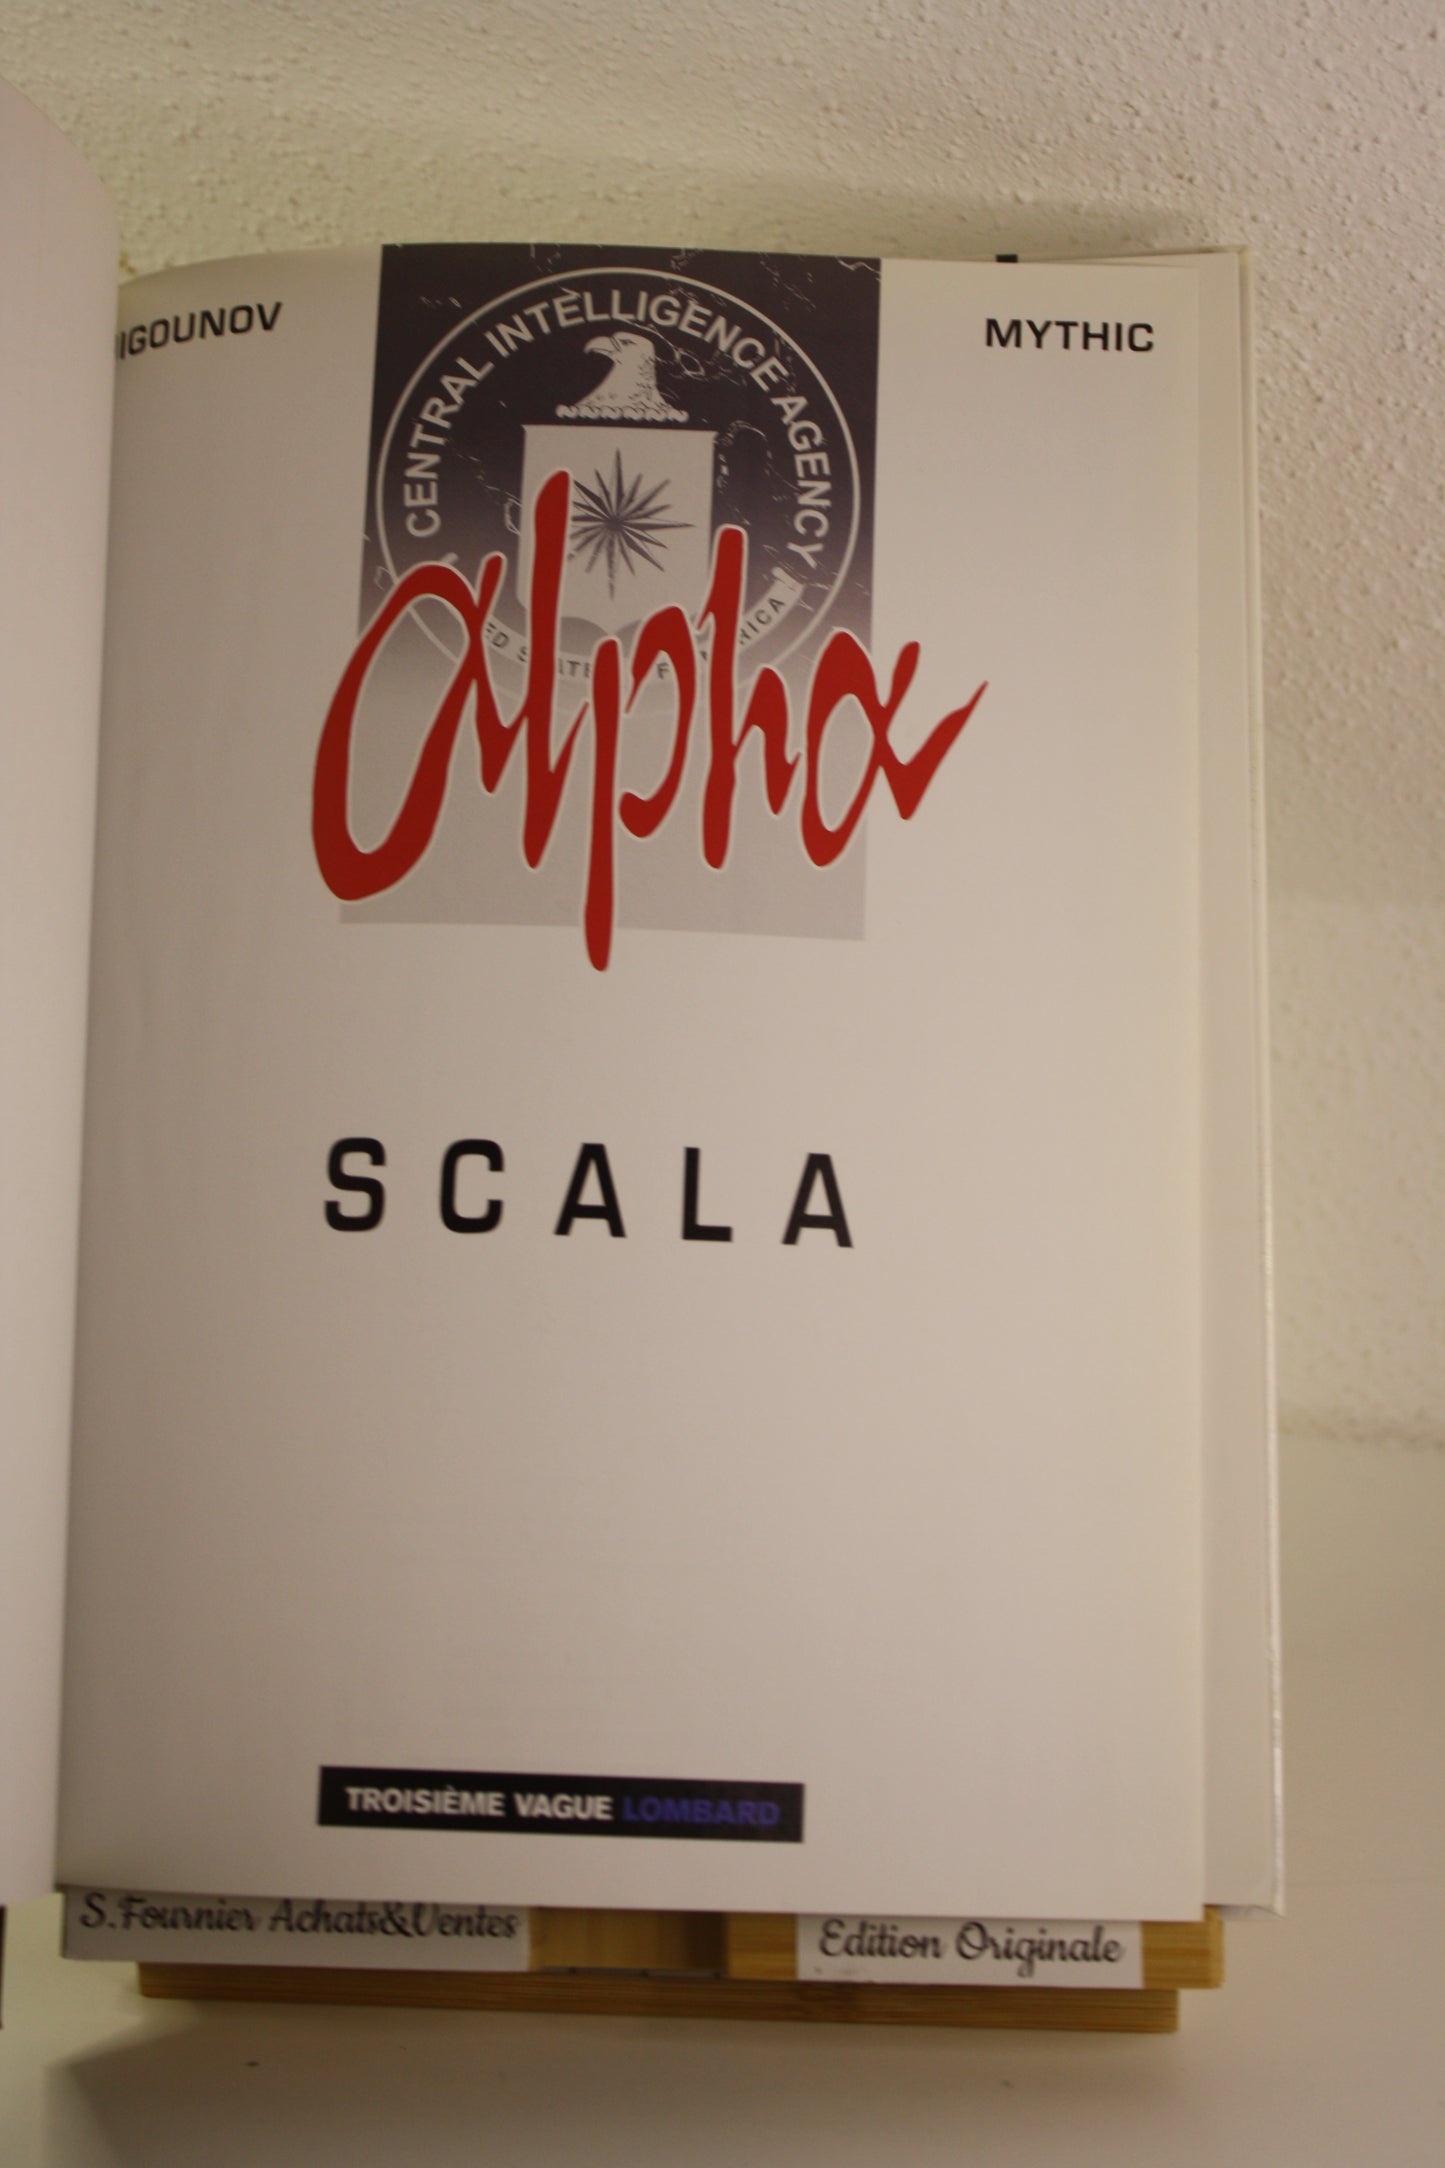 IGOUNOV
MYTHIC
CENTRAL INTELLIGENCE AGENCY
alpha
SCALA
TROISIÈME VAGUE LOMBARD
S.Fournier Achats&Ventes
Edition Originale